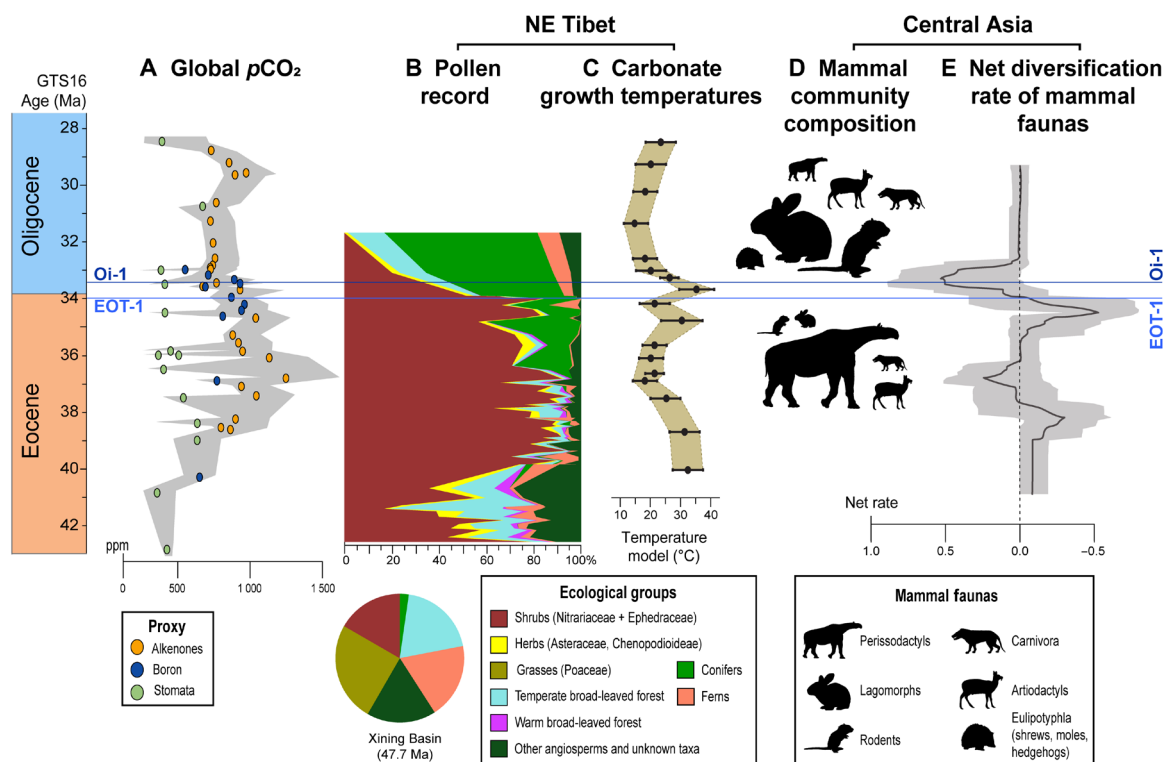 NE Tibet
Central Asia
A Global pCO₂
B Pollen
record
C Carbonate
growth temperatures
D Mammal
community
composition
E Net diversification
rate of mammal
faunas
GTS16
Age (Ma)
Oligocene
Eocene
28
30
32
34
36
38
40
42
Oi-1
EOT-1
Oi-1
EOT-1
ppm
0
500
1 000
1 500
0
20
40
60
80
100%
10
20
30
40
Temperature
model (°C)
Net rate
1.0
0.5
0.0
−0.5
Proxy
Alkenones
Boron
Stomata
Xining Basin
(47.7 Ma)
Ecological groups
Shrubs (Nitrariaceae + Ephedraceae)
Herbs (Asteraceae, Chenopodioideae)
Grasses (Poaceae)
Conifers
Temperate broad-leaved forest
Ferns
Warm broad-leaved forest
Other angiosperms and unknown taxa
Mammal faunas
Perissodactyls
Carnivora
Lagomorphs
Artiodactyls
Rodents
Eulipotyphla
(shrews, moles,
hedgehogs)